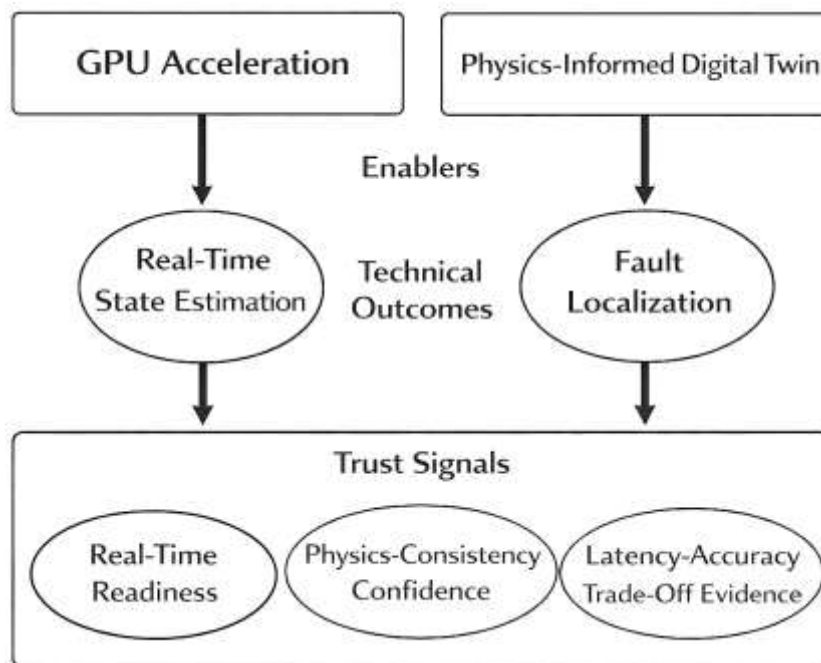 GPU Acceleration
Physics-Informed Digital Twin
Enablers
Real-Time
State Estimation
Technical
Outcomes
Fault
Localization
Trust Signals
Real-Time
Readiness
Physics-Consistency
Confidence
Latency-Accuracy
Trade-Off Evidence